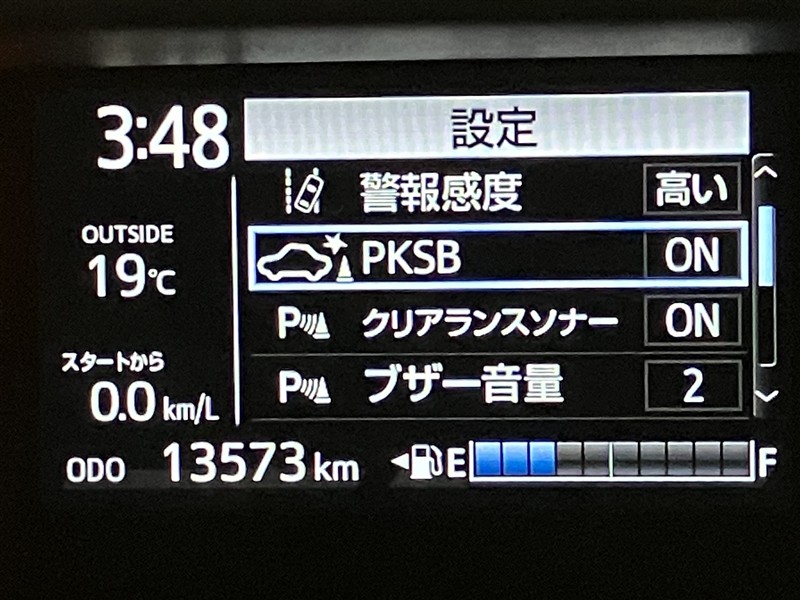 3:48
設定
警報感度 高い
OUTSIDE
19℃
PKSB ON
P クリアランスソナー ON
スタートから
0.0 km/L
P ブザー音量 2
ODO 13573 km
E F